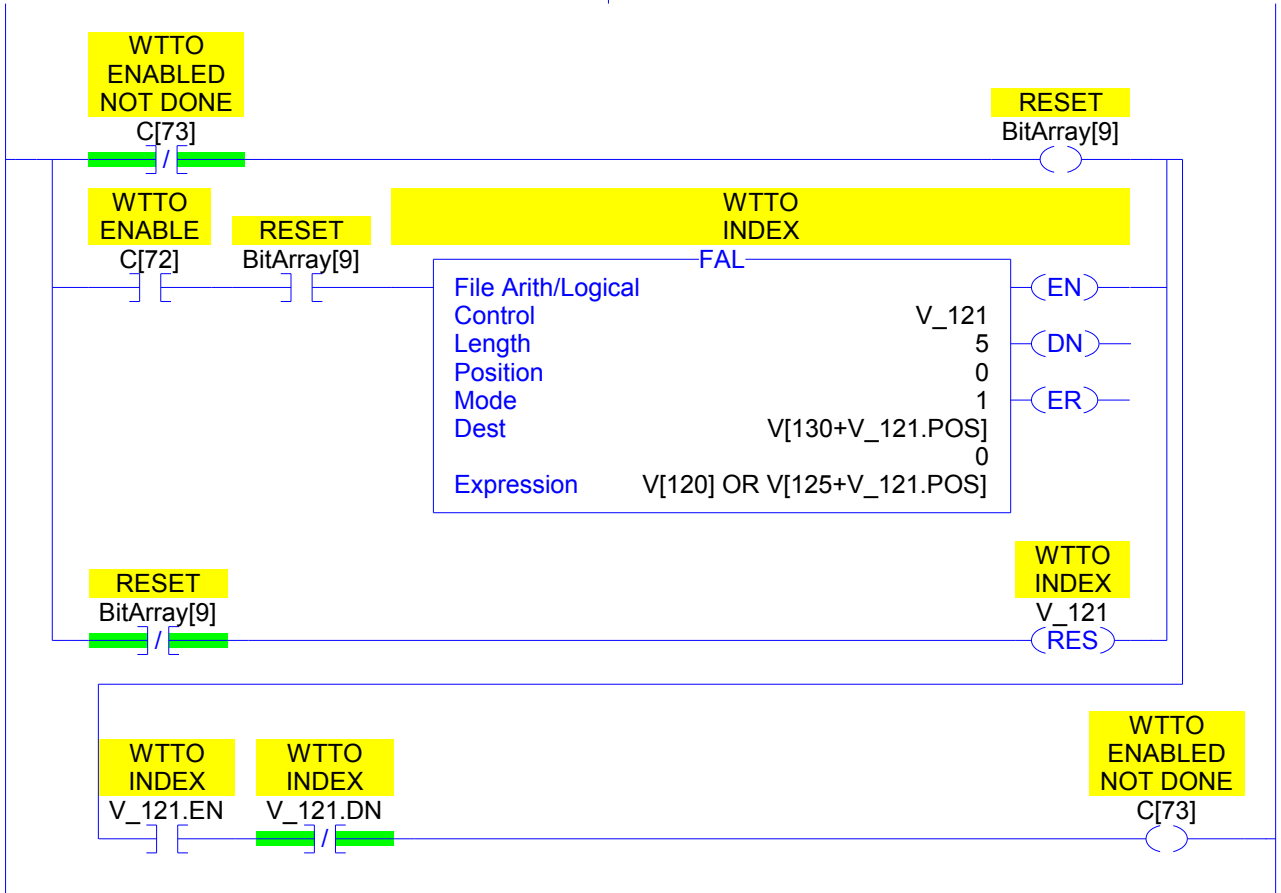 WTTO
ENABLED
NOT DONE
C[73]
/
RESET
BitArray[9]
WTTO
ENABLE
C[72]
RESET
BitArray[9]
WTTO
INDEX
FAL
File Arith/Logical
Control V_121
Length 5
Position 0
Mode 1
Dest V[130+V_121.POS]
0
Expression V[120] OR V[125+V_121.POS]
EN
DN
ER
RESET
BitArray[9]
/
WTTO
INDEX
V_121
RES
WTTO
INDEX
V_121.EN
WTTO
INDEX
V_121.DN
/
WTTO
ENABLED
NOT DONE
C[73]